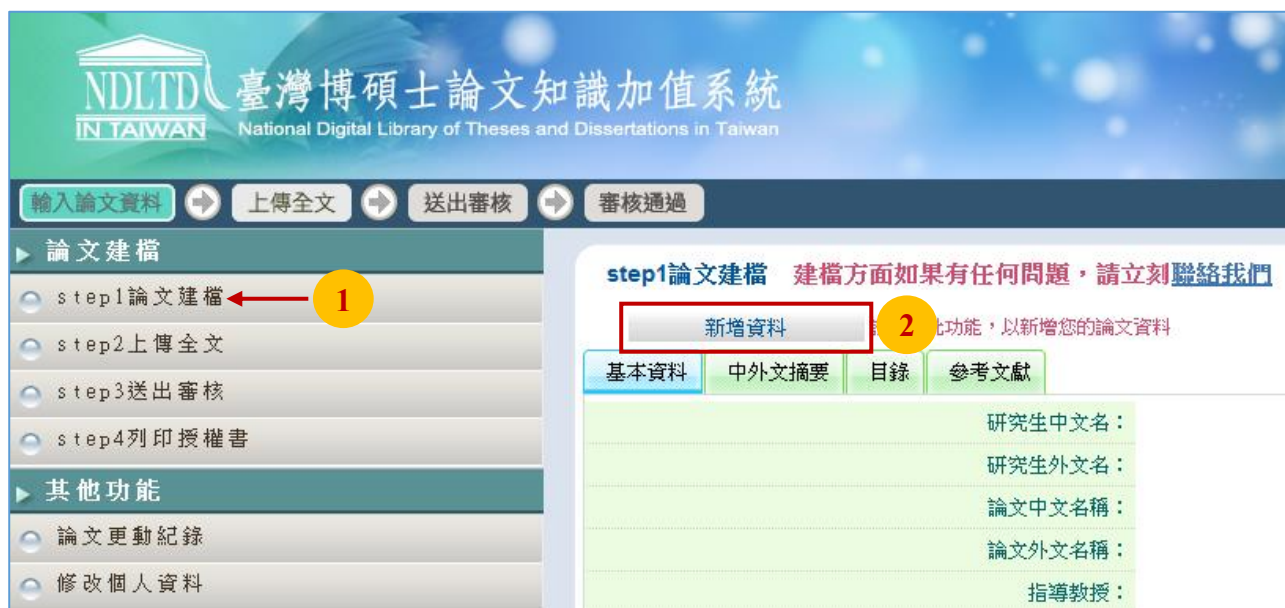 NDLTD
IN TAIWAN
臺灣博碩士論文知識加值系統
National Digital Library of Theses and Dissertations in Taiwan
輸入論文資料 上傳全文 送出審核 審核通過
論文建檔
step1論文建檔
1
step2上傳全文
step3送出審核
step4列印授權書
其他功能
論文更動紀錄
修改個人資料
step1論文建檔 建檔方面如果有任何問題，請立刻聯絡我們
新增資料
2
功能，以新增您的論文資料
基本資料 中外文摘要 目錄 參考文獻
研究生中文名：
研究生外文名：
論文中文名稱：
論文外文名稱：
指導教授：